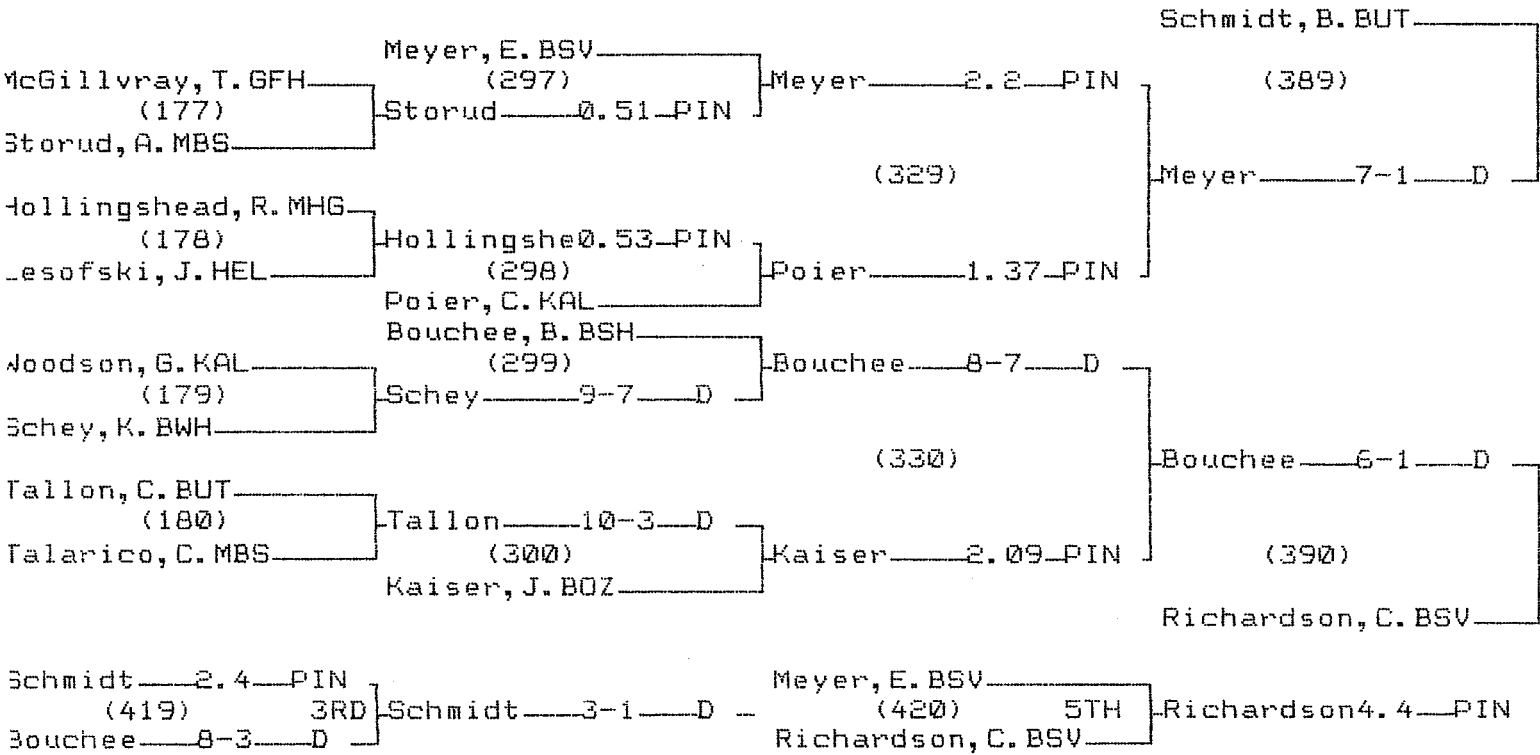 Schmidt, B. BUT
Meyer, E. BSV
McGillvray, T. GFH (297) Meyer 2.2 PIN (389)
(177) Storud 0.51 PIN
Storud, A. MBS
(329) Meyer 7-1 D
Hollingshead, R. MHG
(178) Hollingshe0.53 PIN
Lesofski, J. HEL (298) Poier 1.37 PIN
Poier, C. KAL
Bouchee, B. BSH
Woodson, G. KAL (299) Bouchee 8-7 D
(179) Schey 9-7 D
Schey, K. BWH
(330) Bouchee 6-1 D
Tallon, C. BUT
(180) Tallon 10-3 D
Talarico, C. MBS (300) Kaiser 2.09 PIN (390)
Kaiser, J. BOZ
Richardson, C. BSV
Schmidt 2.4 PIN Meyer, E. BSV
(419) 3RD Schmidt 3-1 D (420) 5TH Richardson4.4 PIN
Bouchee 8-3 D Richardson, C. BSV